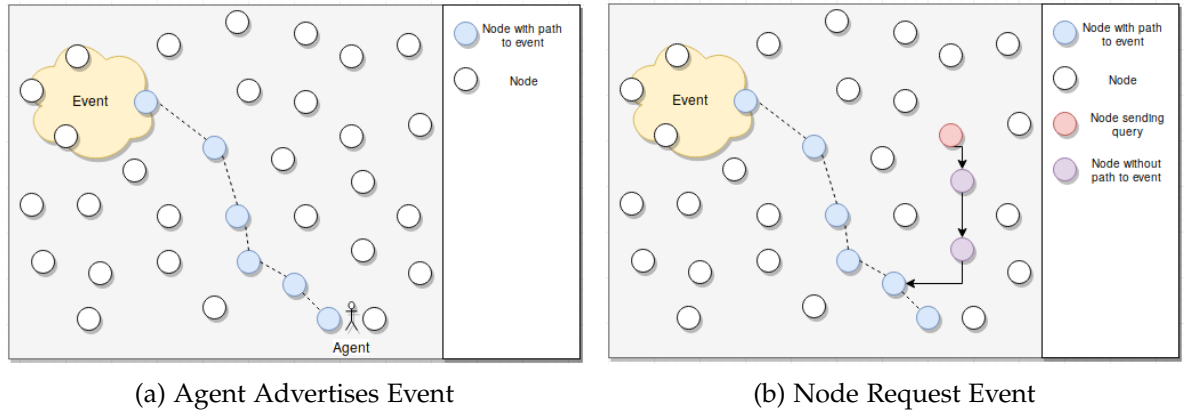 Event
Agent
Node with path
to event
Node
Event
Node with path
to event
Node
Node sending
query
Node without
path to event
(a) Agent Advertises Event
(b) Node Request Event